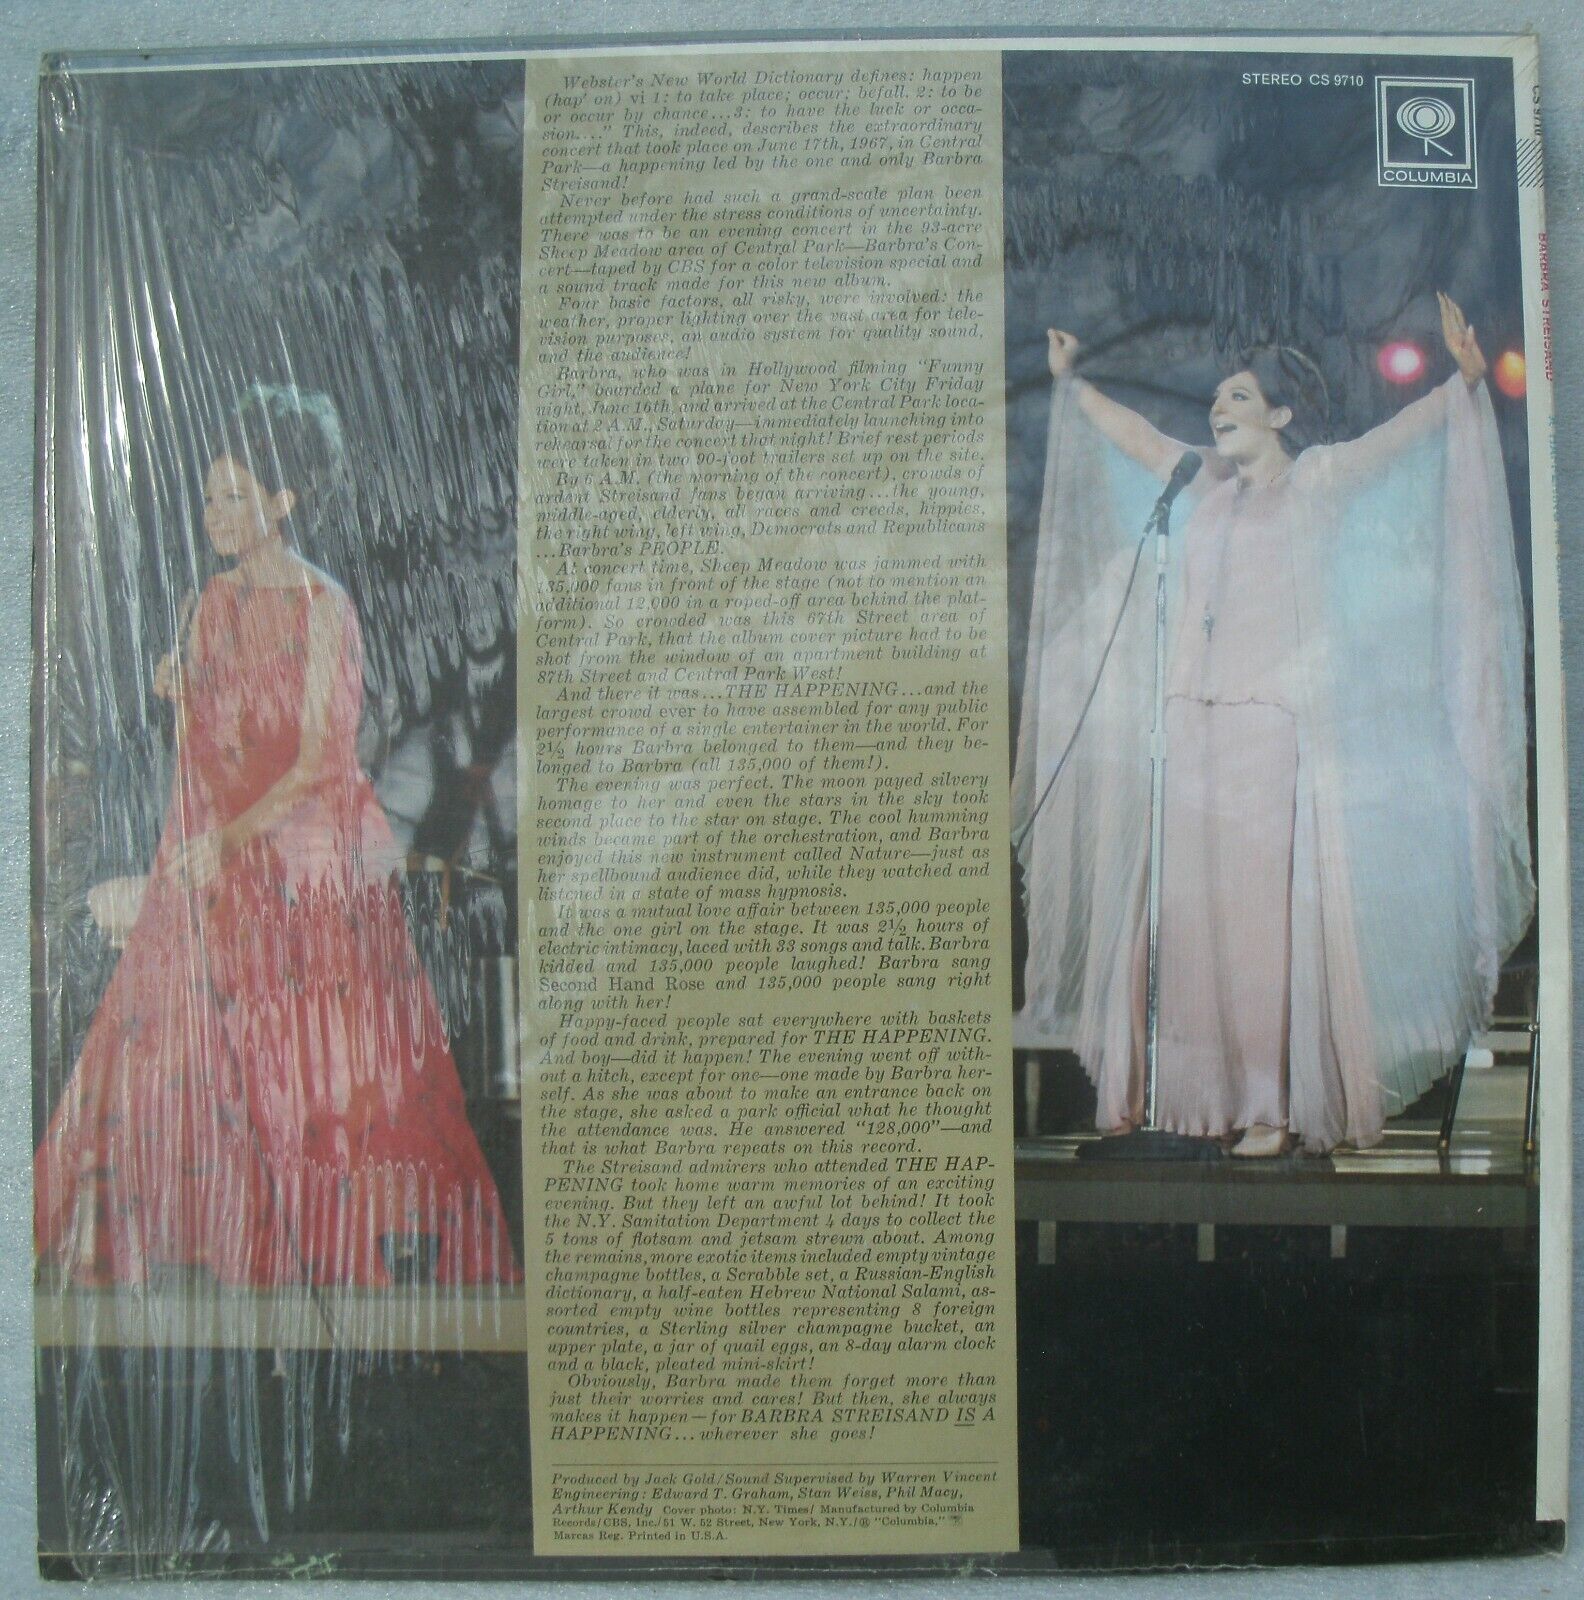 Webster's New World Dictionary defines: happen
(hap' on) vi 1: to take place; occur; befall. 2: to be
or occur by chance...3: to have the luck or occa-
sion...." This, indeed, describes the extraordinary
concert that took place on June 17th, 1967, in Central
Park—a happening led by the one and only Barbra
Streisand!
Never before had such a grand-scale plan been
attempted under the stress conditions of uncertainty.
There was to be an evening concert in the 93-acre
Sheep Meadow area of Central Park—Barbra's Con-
cert—taped by CBS for a color television special and
a sound track made for this new album.
Four basic factors, all risky, were involved: the
weather, proper lighting over the vast area for tele-
vision purposes, an audio system for quality sound,
and the audience!
Barbra, who was in Hollywood filming "Funny
Girl," boarded a plane for New York City Friday
night, June 16th, and arrived at the Central Park loca-
tion at 2 A.M., Saturday—immediately launching into
rehearsal for the concert that night! Brief rest periods
were taken in two 90-foot trailers set up on the site.
By 6 A.M. (the morning of the concert), crowds of
ardent Streisand fans began arriving...the young,
middle-aged, elderly, all races and creeds, hippies,
the right wing, left wing, Democrats and Republicans
...Barbra's PEOPLE.
At concert time, Sheep Meadow was jammed with
135,000 fans in front of the stage (not to mention an
additional 12,000 in a roped-off area behind the plat-
form). So crowded was this 67th Street area of
Central Park, that the album cover picture had to be
shot from the window of an apartment building at
87th Street and Central Park West!
And there it was...THE HAPPENING...and the
largest crowd ever to have assembled for any public
performance of a single entertainer in the world. For
2½ hours Barbra belonged to them—and they be-
longed to Barbra (all 135,000 of them!).
The evening was perfect. The moon payed silvery
homage to her and even the stars in the sky took
second place to the star on stage. The cool humming
winds became part of the orchestration, and Barbra
enjoyed this new instrument called Nature—just as
her spellbound audience did, while they watched and
listened in a state of mass hypnosis.
It was a mutual love affair between 135,000 people
and the one girl on the stage. It was 2½ hours of
electric intimacy, laced with 33 songs and talk. Barbra
kidded and 135,000 people laughed! Barbra sang
Second Hand Rose and 135,000 people sang right
along with her!
Happy-faced people sat everywhere with baskets
of food and drink, prepared for THE HAPPENING.
And boy—did it happen! The evening went off with-
out a hitch, except for one—one made by Barbra her-
self. As she was about to make an entrance back on
the stage, she asked a park official what he thought
the attendance was. He answered "128,000"—and
that is what Barbra repeats on this record.
The Streisand admirers who attended THE HAP-
PENING took home warm memories of an exciting
evening. But they left an awful lot behind! It took
the N.Y. Sanitation Department 4 days to collect the
5 tons of flotsam and jetsam strewn about. Among
the remains, more exotic items included empty vintage
champagne bottles, a Scrabble set, a Russian-English
dictionary, a half-eaten Hebrew National Salami, as-
sorted empty wine bottles representing 8 foreign
countries, a Sterling silver champagne bucket, an
upper plate, a jar of quail eggs, an 8-day alarm clock
and a black, pleated mini-skirt!
Obviously, Barbra made them forget more than
just their worries and cares! But then, she always
makes it happen—for BARBRA STREISAND IS A
HAPPENING...wherever she goes!
Produced by Jack Gold/Sound Supervised by Warren Vincent
Engineering: Edward T. Graham, Stan Weiss, Phil Macy,
Arthur Kendy Cover photo: N.Y. Times/ Manufactured by Columbia
Records/CBS, Inc./51 W. 52 Street, New York, N.Y./® "Columbia,"
Marcas Reg. Printed in U.S.A.
STEREO CS 9710
COLUMBIA
CS 9710
BARBRA STREISAND